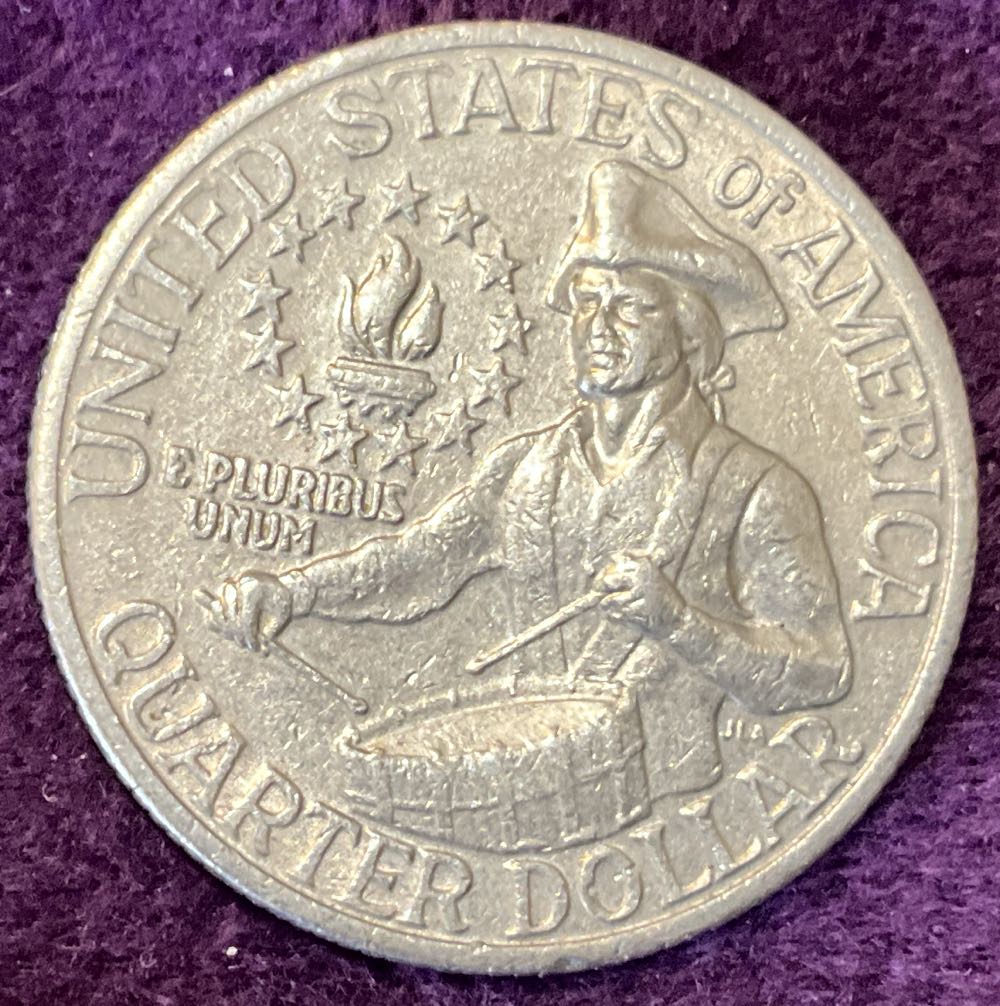 UNITED STATES of AMERICA
E PLURIBUS
UNUM
JLA
QUARTER DOLLAR